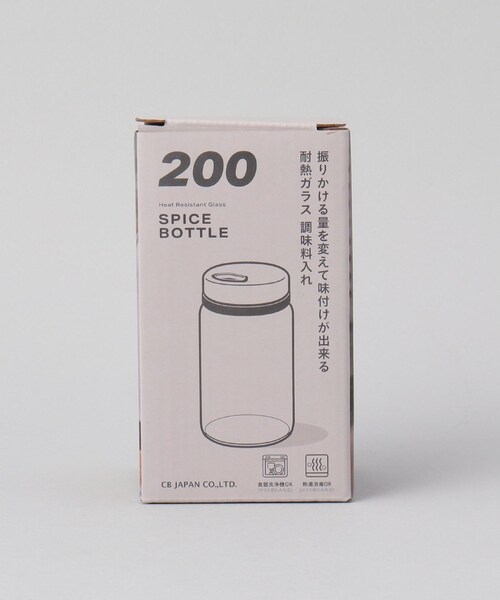 200
Heat Resistant Glass
SPICE
BOTTLE
振りかける量を変えて味付けが出来る
耐熱ガラス 調味料入れ
CB JAPAN CO.,LTD.
食器洗浄機OK
熱湯消毒OK